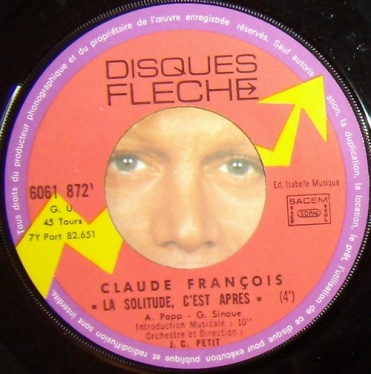 Tous droits du producteur phonographique et du propriétaire de l'œuvre enregistrée réservés. Sauf autorisation, la duplication, la location, le prêt, l'utilisation de ce disque pour exécution publique et radiodiffusion sont interdits.
DISQUES
FLECHE
6061 872¹
G. U.
45 Tours
7Y Part 82.651
Ed. Isabelle Musique
SACEM
CLAUDE FRANÇOIS
« LA SOLITUDE, C'EST APRES » (4')
A. Popp - G. Sinoue
Introduction Musicale : 10"
Orchestre et Direction :
J. C. PETIT